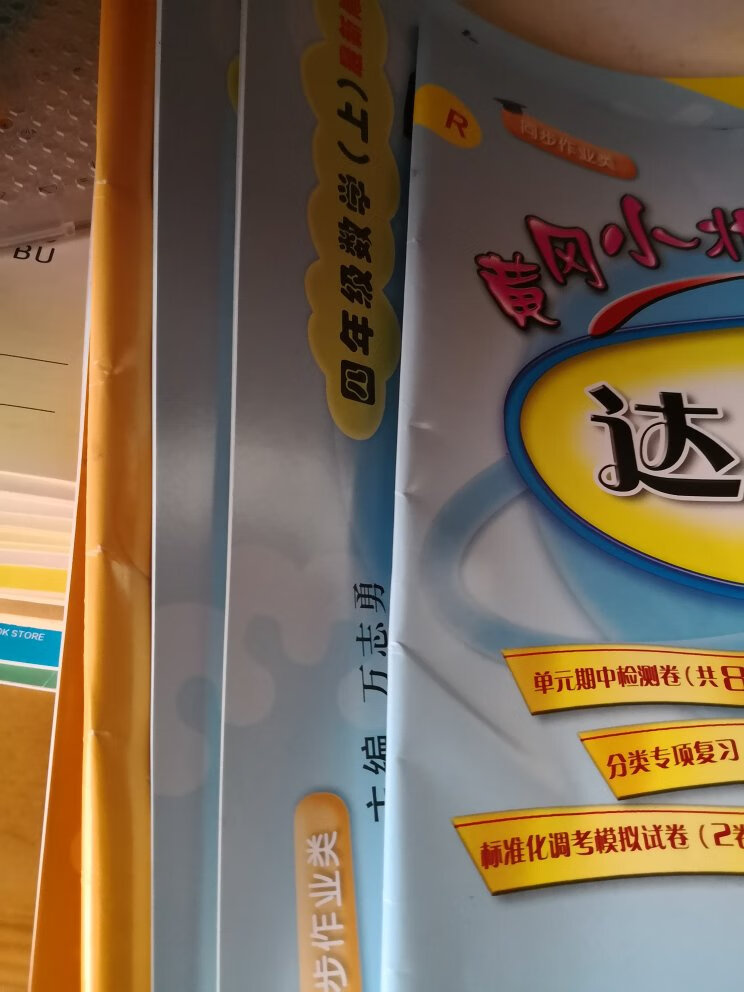 BU
OK STORE
四年级数学(上)最新
主编 万志勇
步作业类
R
同步作业类
黄冈小状
达
单元期中检测卷(共8
分类专项复习
标准化调考模拟试卷(2卷